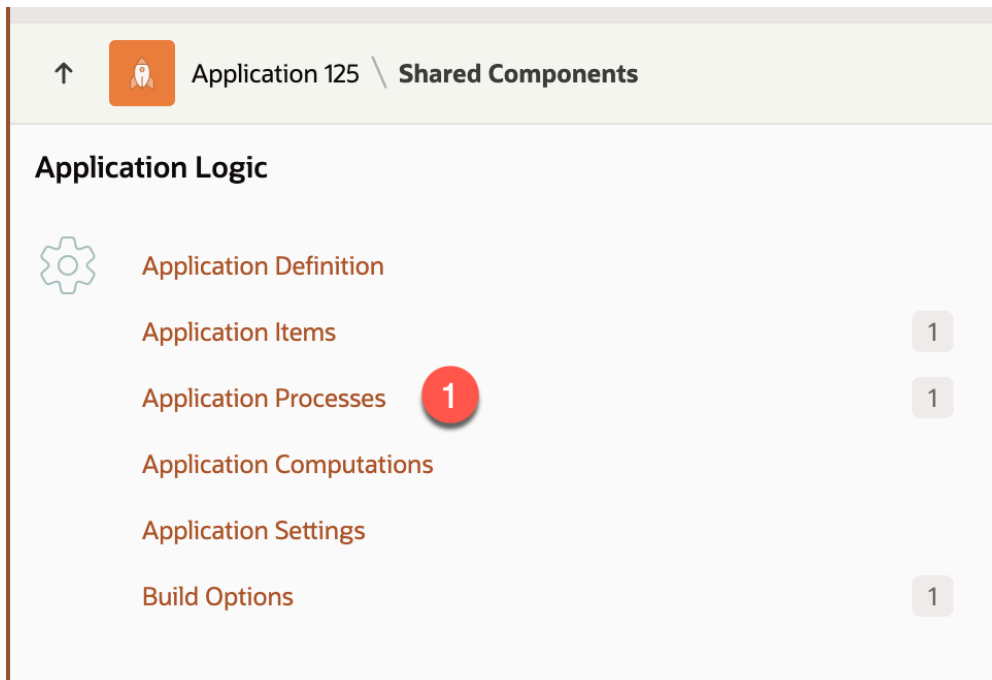 Application 125 \ Shared Components
Application Logic
Application Definition
Application Items 1
Application Processes 1 1
Application Computations
Application Settings
Build Options 1